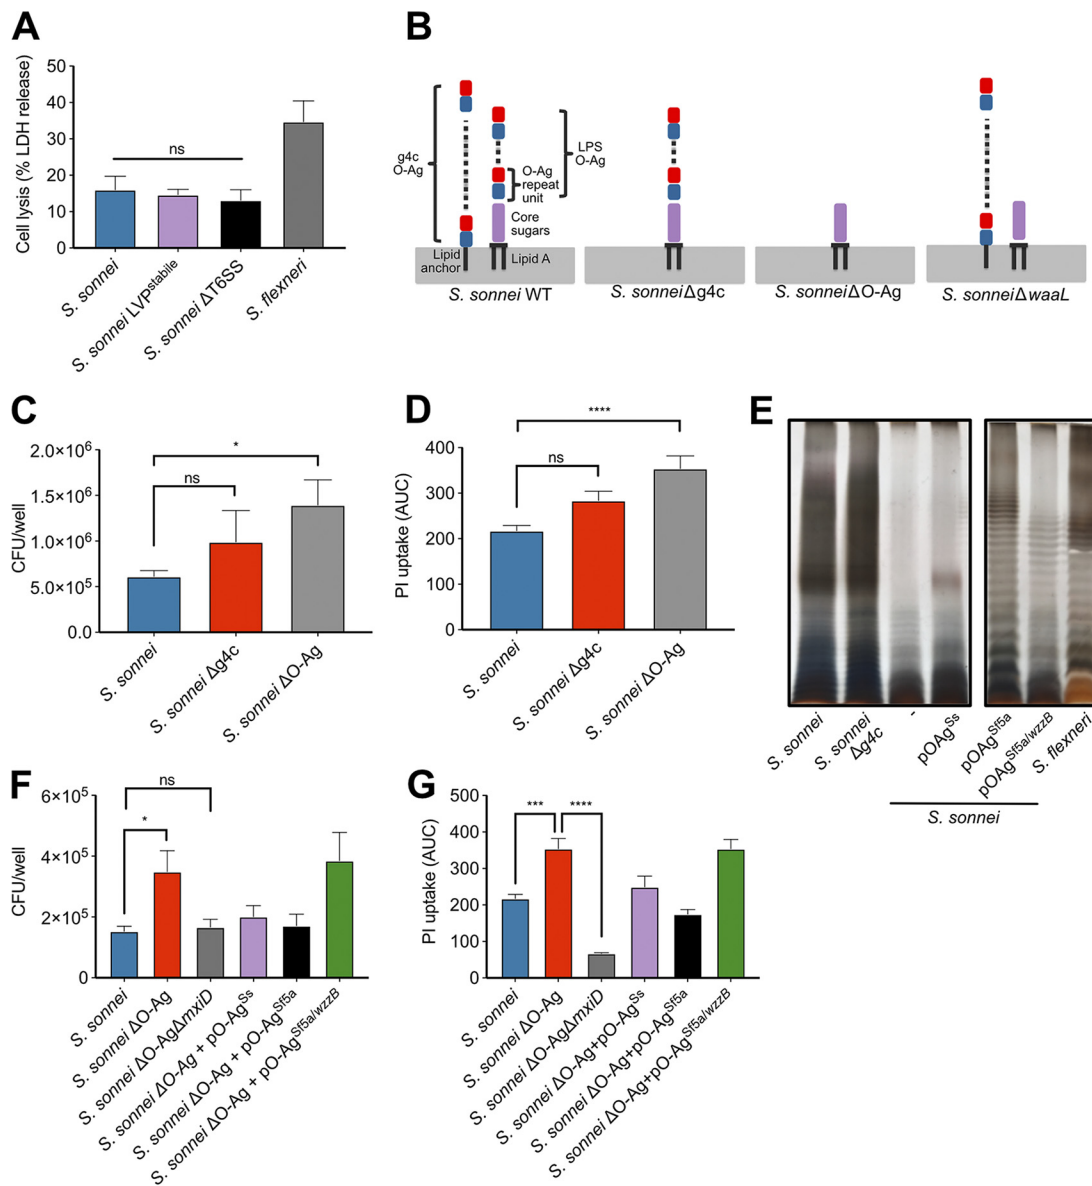 A
Cell lysis (% LDH release)
50
40
30
20
10
0
ns
S. sonnei
S. sonnei LVPstabile
S. sonnei ΔT6SS
S. flexneri
B
g4c
O-Ag
LPS
O-Ag
O-Ag
repeat
unit
Core
sugars
Lipid
anchor
Lipid A
S. sonnei WT
S. sonneiΔg4c
S. sonneiΔO-Ag
S. sonneiΔwaaL
C
CFU/well
2.0×10⁶
1.5×10⁶
1.0×10⁶
5.0×10⁵
0.0
*
ns
S. sonnei
S. sonnei Δg4c
S. sonnei ΔO-Ag
D
PI uptake (AUC)
400
300
200
100
0
****
ns
S. sonnei
S. sonnei Δg4c
S. sonnei ΔO-Ag
E
S. sonnei
S. sonnei
Δg4c
-
pOAgSs
pOAgSf5a
pOAgSf5a/wzzB
S. flexneri
S. sonnei
F
CFU/well
6×10⁵
4×10⁵
2×10⁵
0
ns
*
S. sonnei
S. sonnei ΔO-Ag
S. sonnei ΔO-AgΔmxiD
S. sonnei ΔO-Ag + pO-AgSs
S. sonnei ΔO-Ag + pO-AgSf5a
S. sonnei ΔO-Ag + pO-AgSf5a/wzzB
G
PI uptake (AUC)
500
400
300
200
100
0
***
****
S. sonnei
S. sonnei ΔO-Ag
S. sonnei ΔO-AgΔmxiD
S. sonnei ΔO-Ag+pO-AgSs
S. sonnei ΔO-Ag+pO-AgSf5a
S. sonnei ΔO-Ag+pO-AgSf5a/wzzB